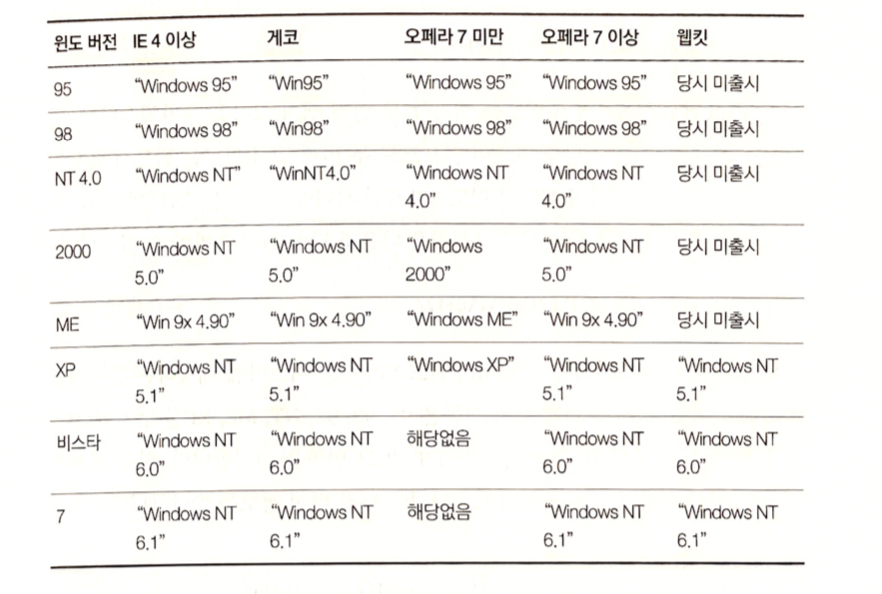 윈도 버전 IE 4 이상 게코 오페라 7 미만 오페라 7 이상 웹킷
95 “Windows 95” “Win95” “Windows 95” “Windows 95” 당시 미출시
98 “Windows 98” “Win98” “Windows 98” “Windows 98” 당시 미출시
NT 4.0 “Windows NT” “WinNT4.0” “Windows NT “Windows NT 당시 미출시
4.0” 4.0”
2000 “Windows NT “Windows NT “Windows “Windows NT 당시 미출시
5.0” 5.0” 2000” 5.0”
ME “Win 9x 4.90” “Win 9x 4.90” “Windows ME” “Win 9x 4.90” 당시 미출시
XP “Windows NT “Windows NT “Windows XP” “Windows NT “Windows NT
5.1” 5.1” 5.1” 5.1”
비스타 “Windows NT “Windows NT 해당없음 “Windows NT “Windows NT
6.0” 6.0” 6.0” 6.0”
7 “Windows NT “Windows NT 해당없음 “Windows NT “Windows NT
6.1” 6.1” 6.1” 6.1”